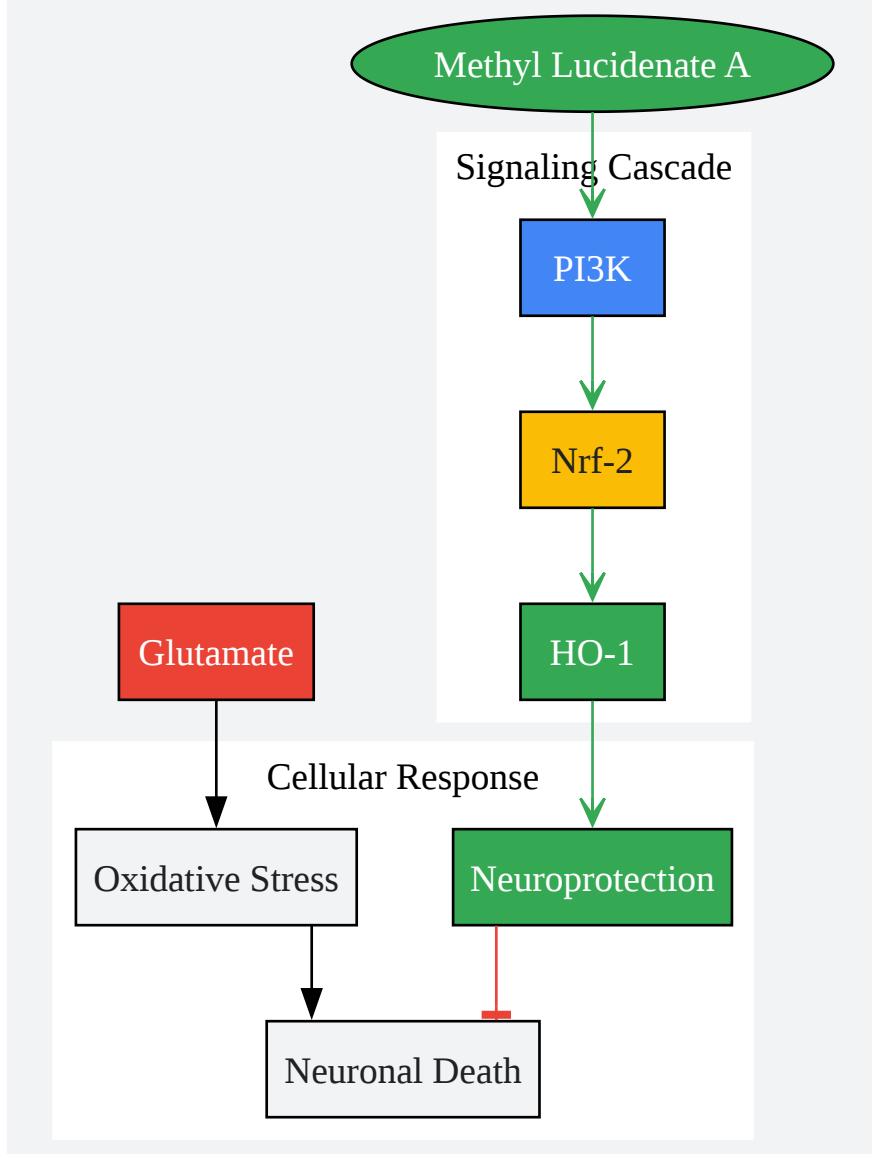 Methyl Lucidenate A
Signaling Cascade
PI3K
Nrf-2
Glutamate
HO-1
Cellular Response
Oxidative Stress
Neuroprotection
Neuronal Death